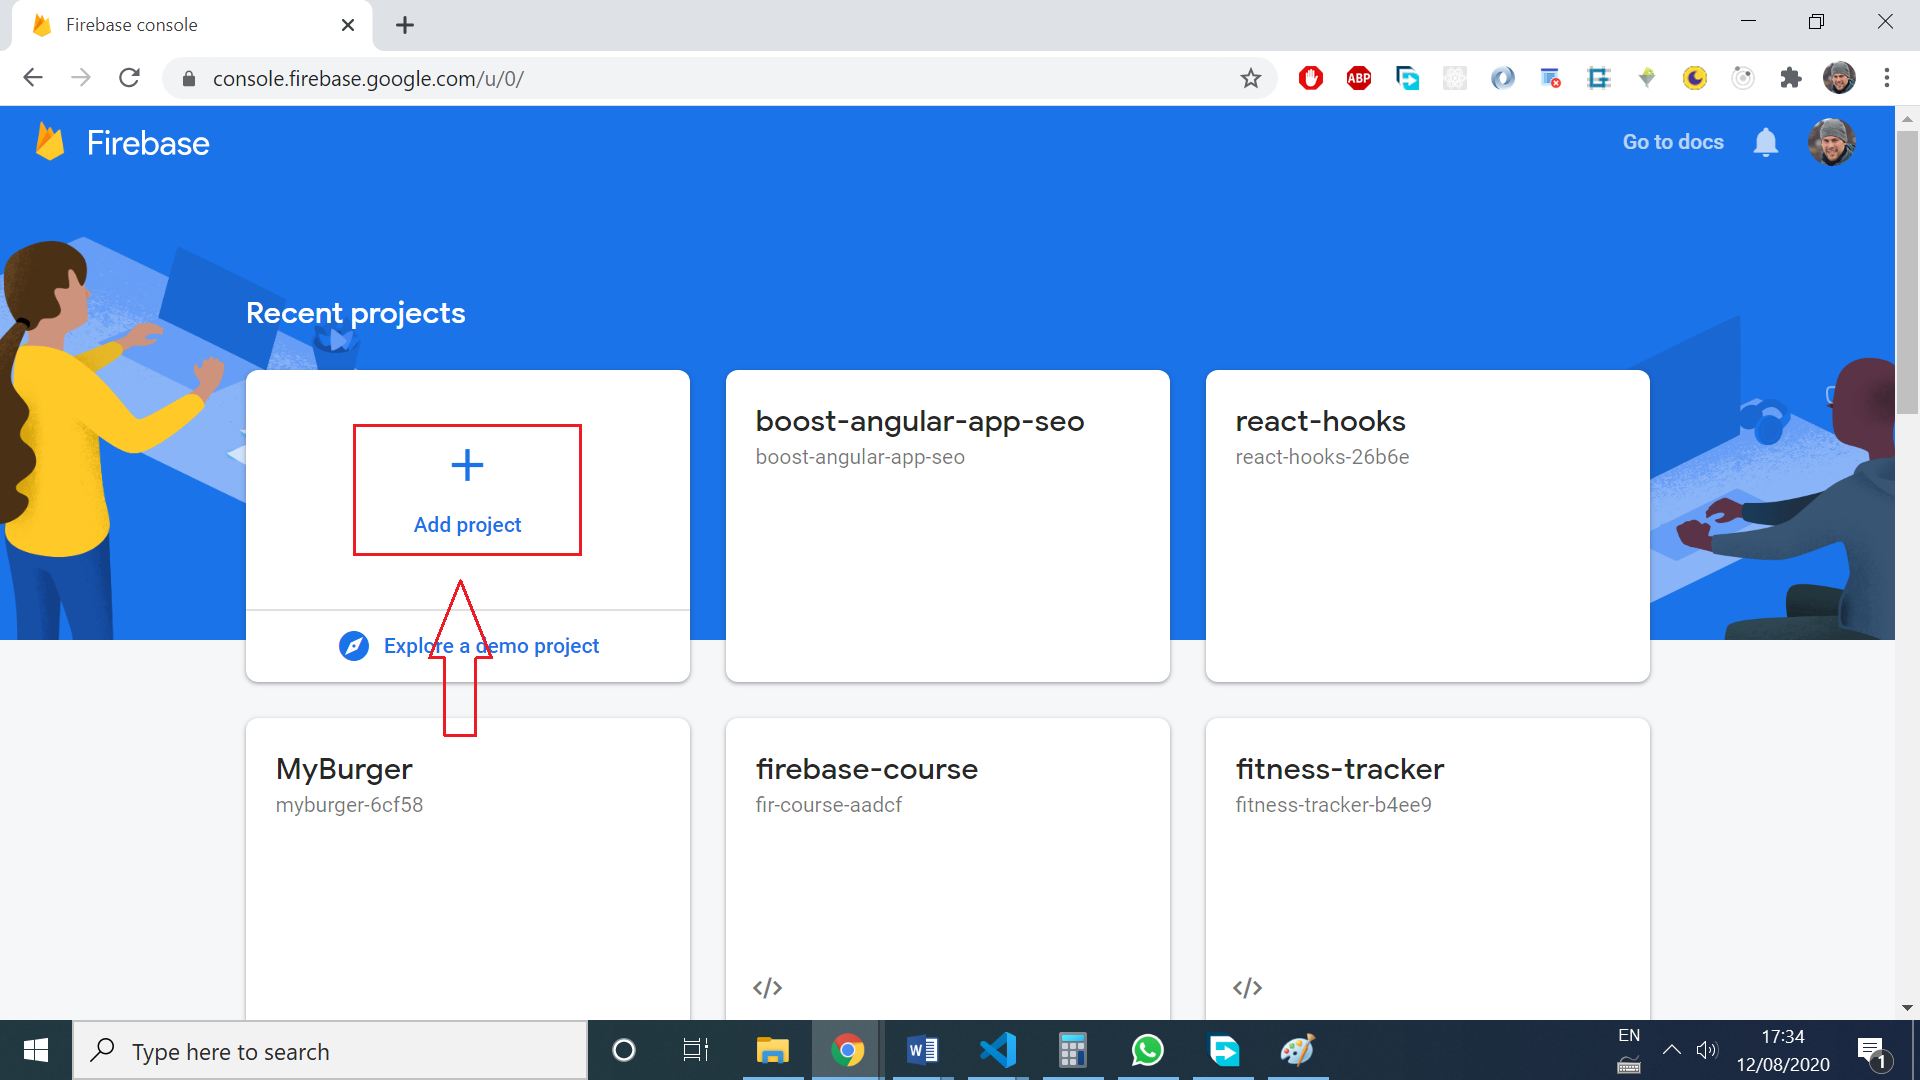 Firebase console
console.firebase.google.com/u/0/
ABP
Firebase
Go to docs
Recent projects
Add project
Explore a demo project
boost-angular-app-seo
boost-angular-app-seo
react-hooks
react-hooks-26b6e
MyBurger
myburger-6cf58
firebase-course
fir-course-aadcf
</>
fitness-tracker
fitness-tracker-b4ee9
</>
Type here to search
W
EN
17:34
12/08/2020
1